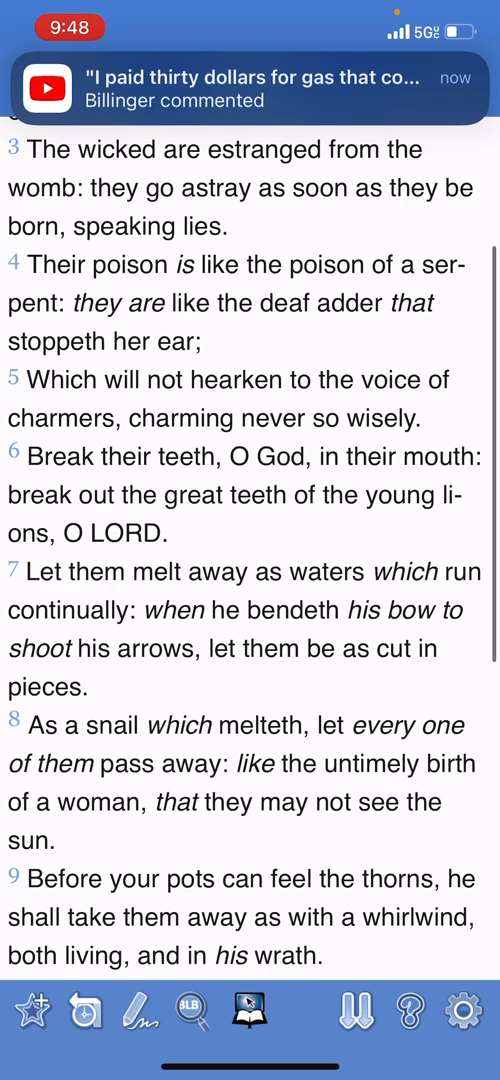 9:48
5G
"I paid thirty dollars for gas that co... now
Billinger commented
3 The wicked are estranged from the
womb: they go astray as soon as they be
born, speaking lies.
4 Their poison is like the poison of a ser-
pent: they are like the deaf adder that
stoppeth her ear;
5 Which will not hearken to the voice of
charmers, charming never so wisely.
6 Break their teeth, O God, in their mouth:
break out the great teeth of the young li-
ons, O LORD.
7 Let them melt away as waters which run
continually: when he bendeth his bow to
shoot his arrows, let them be as cut in
pieces.
8 As a snail which melteth, let every one
of them pass away: like the untimely birth
of a woman, that they may not see the
sun.
9 Before your pots can feel the thorns, he
shall take them away as with a whirlwind,
both living, and in his wrath.
BLB